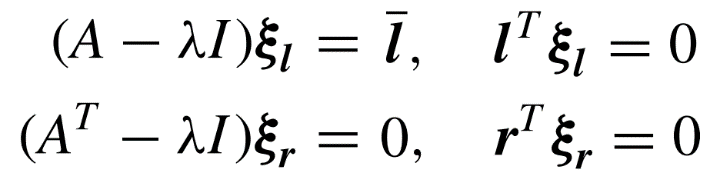 (A − λI)ξ_l = l̄, l^T ξ_l = 0
(A^T − λI)ξ_r = 0, r^T ξ_r = 0